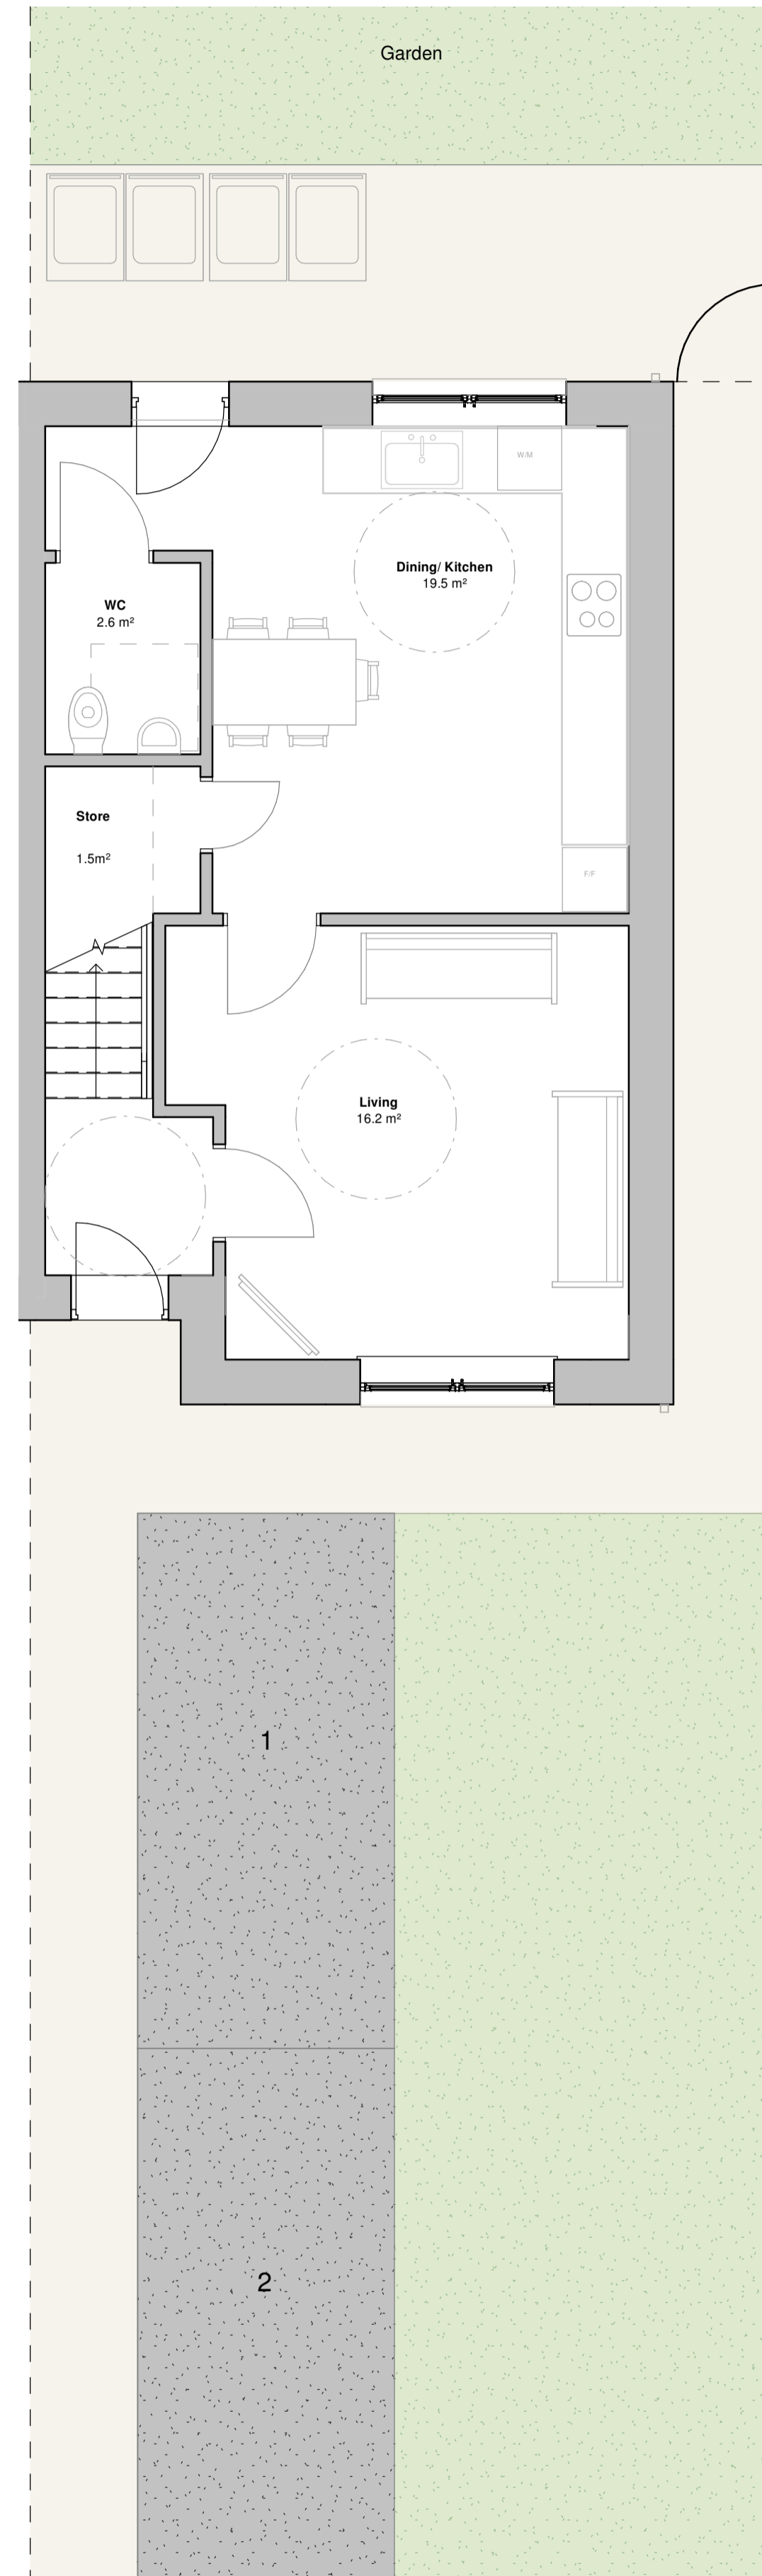 Garden
W/M
Dining/ Kitchen
19.5 m²
WC
2.6 m²
Store
1.5m²
F/F
Living
16.2 m²
1
2